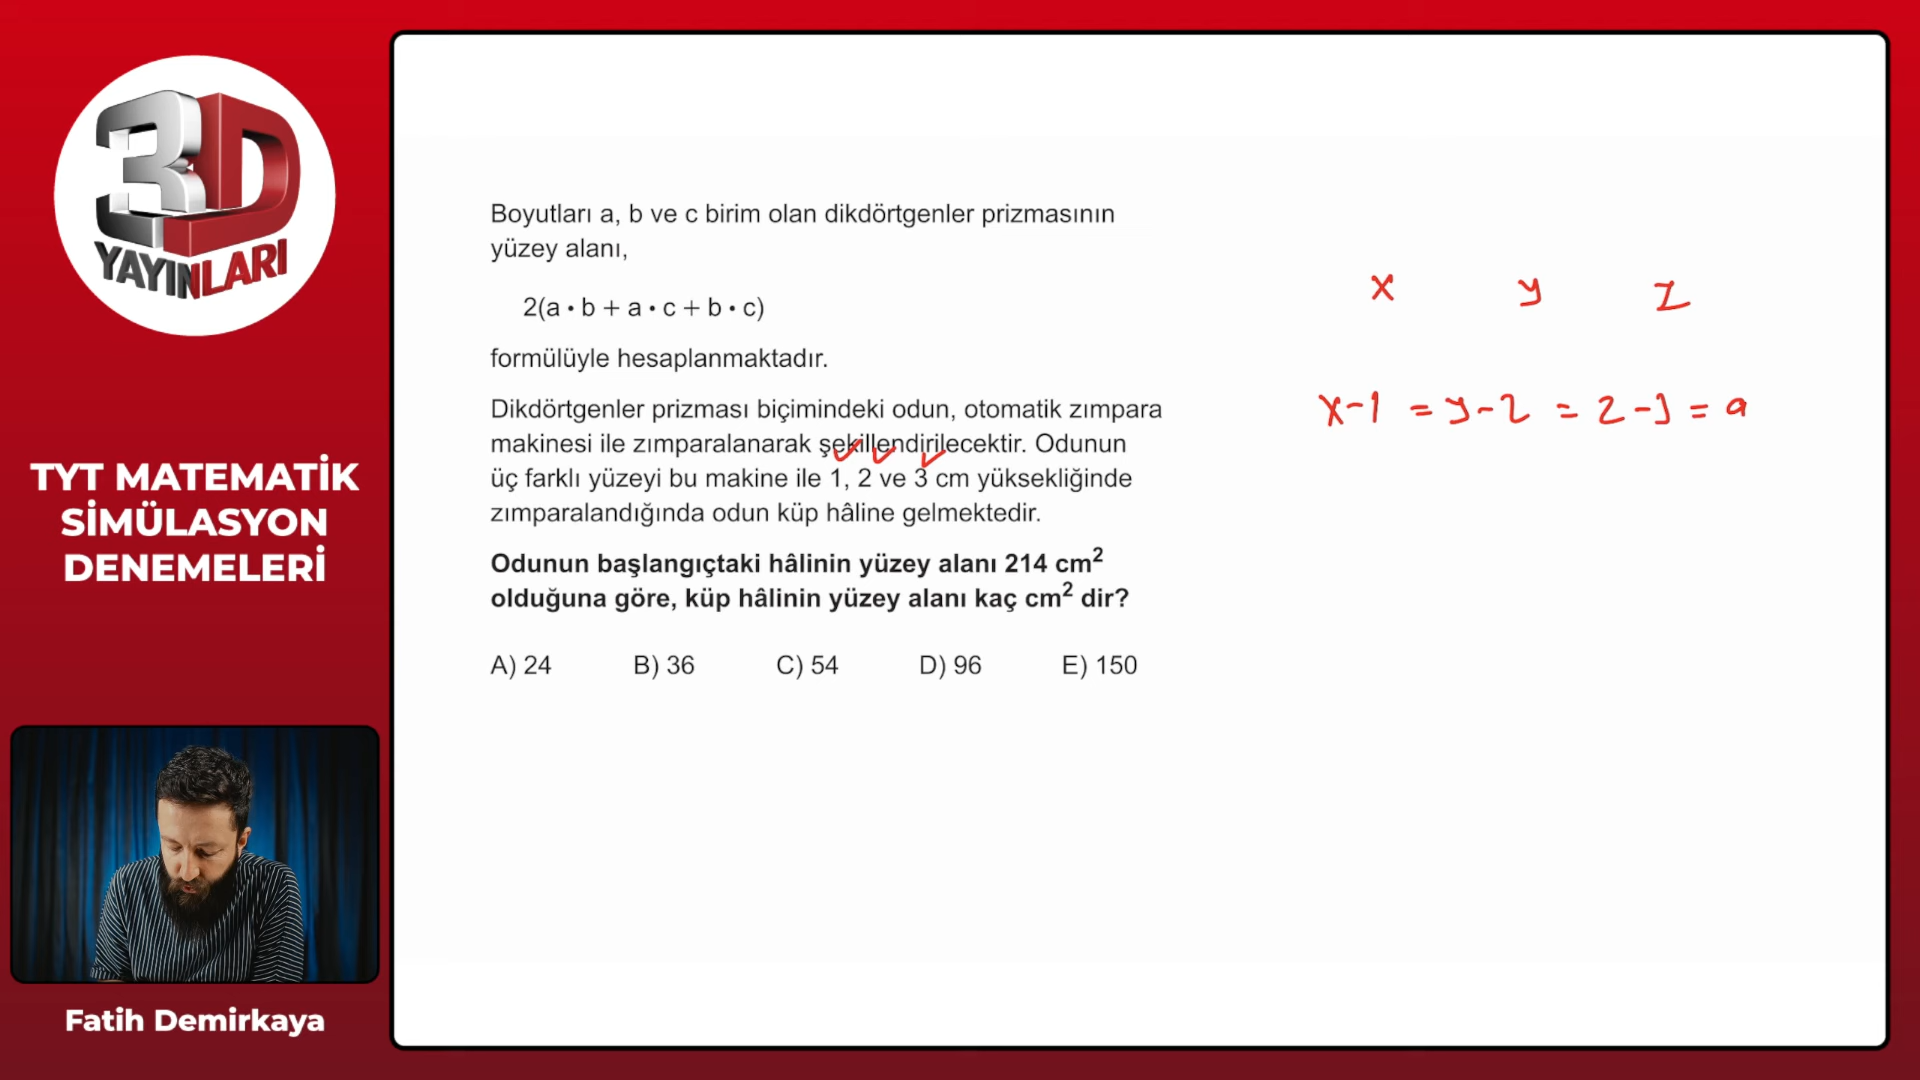 3D
YAYINLARI
TYT MATEMATİK
SİMÜLASYON
DENEMELERİ
Fatih Demirkaya
Boyutları a, b ve c birim olan dikdörtgenler prizmasının
yüzey alanı,
2(a • b + a • c + b • c)
formülüyle hesaplanmaktadır.
Dikdörtgenler prizması biçimindeki odun, otomatik zımpara
makinesi ile zımparalanarak şekillendirilecektir. Odunun
üç farklı yüzeyi bu makine ile 1, 2 ve 3 cm yüksekliğinde
zımparalandığında odun küp hâline gelmektedir.
Odunun başlangıçtaki hâlinin yüzey alanı 214 cm²
olduğuna göre, küp hâlinin yüzey alanı kaç cm² dir?
A) 24 B) 36 C) 54 D) 96 E) 150
x y z
x-1 = y-2 = z-3 = a